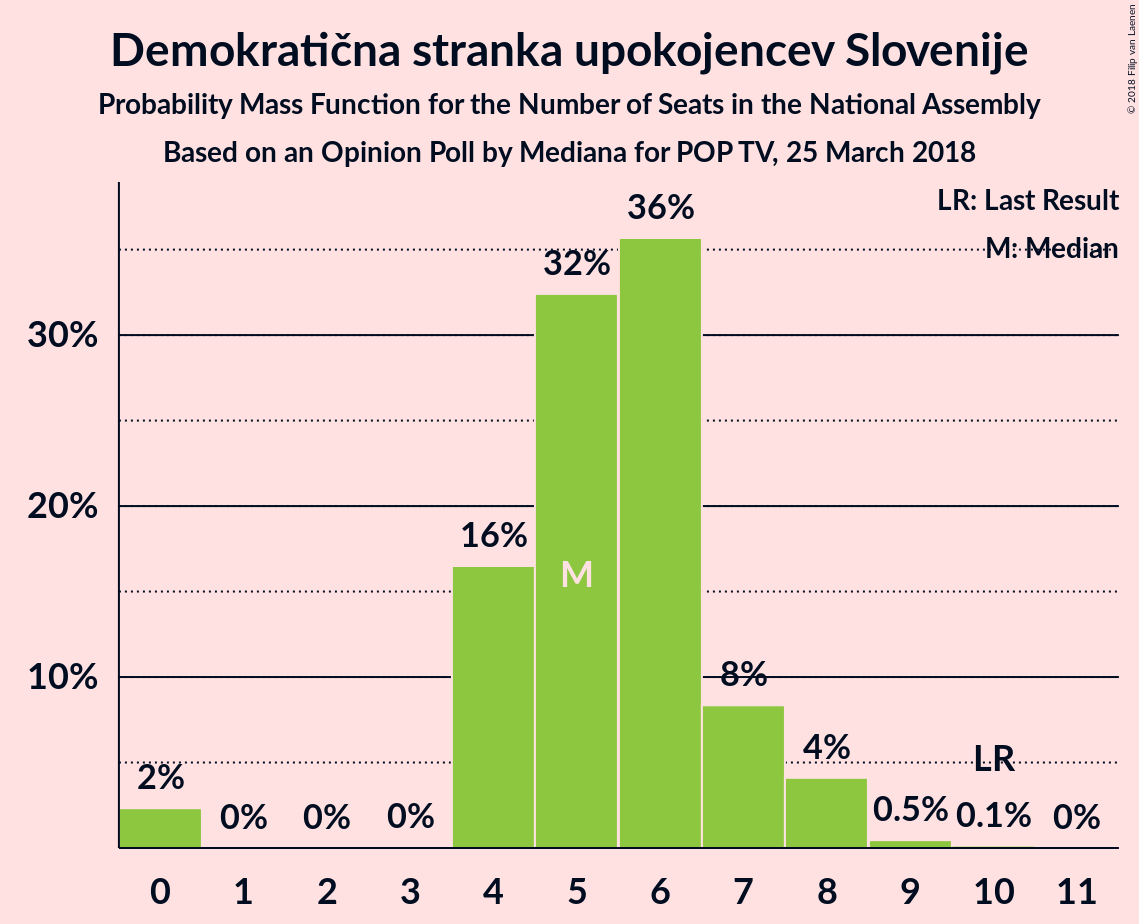 Demokratična stranka upokojencev Slovenije
Probability Mass Function for the Number of Seats in the National Assembly
Based on an Opinion Poll by Mediana for POP TV, 25 March 2018
© 2018 Filip van Laenen
LR: Last Result
M: Median
36%
32%
30%
20%
16%
M
10%
8%
4%
LR
2%
0%
0%
0%
0.5%
0.1%
0%
0 1 2 3 4 5 6 7 8 9 10 11